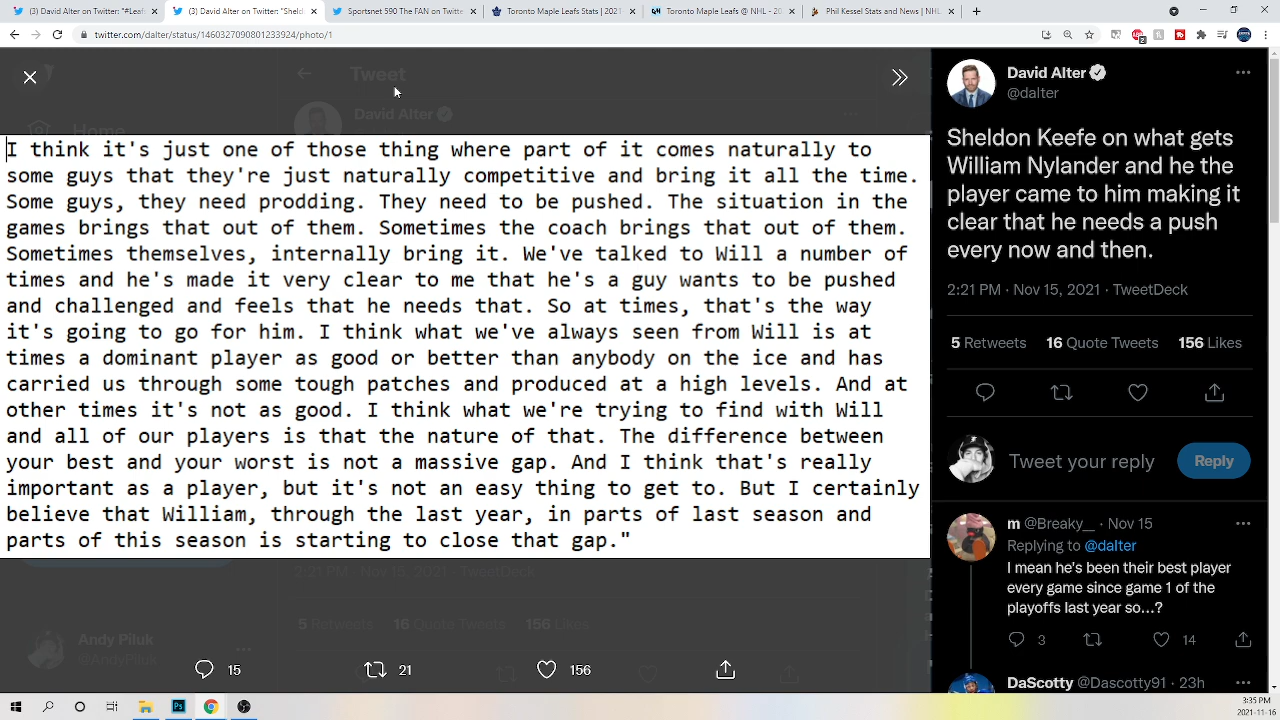 (3) David Alter on Twitter: "#Leafs
(3) David Alter on Twitter: "Sheld
Sportsnet 590 The FAN on Twitte
Toronto Maple Leafs Stats | 2021
Toronto Maple Leafs @ NHL - 20
Phil Kessel Stats and News | NHL
twitter.com/dalter/status/1460327090801233924/photo/1
Tweet
David Alter
Home
I think it's just one of those thing where part of it comes naturally to
some guys that they're just naturally competitive and bring it all the time.
Some guys, they need prodding. They need to be pushed. The situation in the
games brings that out of them. Sometimes the coach brings that out of them.
Sometimes themselves, internally bring it. We've talked to Will a number of
times and he's made it very clear to me that he's a guy wants to be pushed
and challenged and feels that he needs that. So at times, that's the way
it's going to go for him. I think what we've always seen from Will is at
times a dominant player as good or better than anybody on the ice and has
carried us through some tough patches and produced at a high levels. And at
other times it's not as good. I think what we're trying to find with Will
and all of our players is that the nature of that. The difference between
your best and your worst is not a massive gap. And I think that's really
important as a player, but it's not an easy thing to get to. But I certainly
believe that William, through the last year, in parts of last season and
parts of this season is starting to close that gap."
2:21 PM · Nov 15, 2021 · TweetDeck
5 Retweets 16 Quote Tweets 156 Likes
Andy Piluk
@AndyPiluk
15
21
156
David Alter
@dalter
Sheldon Keefe on what gets
William Nylander and he the
player came to him making it
clear that he needs a push
every now and then.
2:21 PM · Nov 15, 2021 · TweetDeck
5 Retweets 16 Quote Tweets 156 Likes
Tweet your reply
Reply
m @Breaky__ · Nov 15
Replying to @dalter
I mean he's been their best player
every game since game 1 of the
playoffs last year so...?
3
14
DaScotty @Dascotty91 · 23h
3:35 PM
2021-11-16